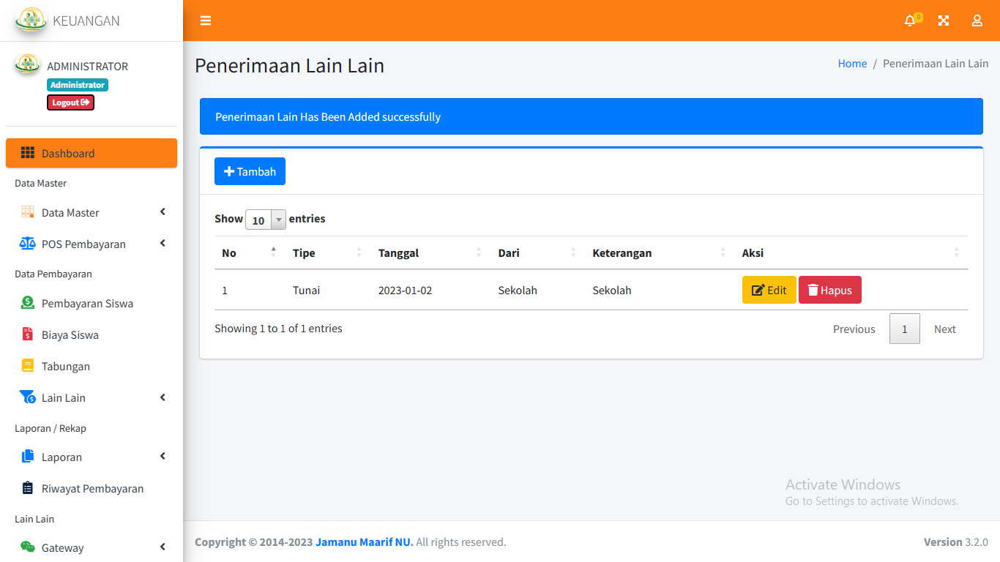 KEUANGAN
0
ADMINISTRATOR
Administrator
Logout
Dashboard
Data Master
Data Master
POS Pembayaran
Data Pembayaran
Pembayaran Siswa
Biaya Siswa
Tabungan
Lain Lain
Laporan / Rekap
Laporan
Riwayat Pembayaran
Lain Lain
Gateway
Penerimaan Lain Lain
Home / Penerimaan Lain Lain
Penerimaan Lain Has Been Added successfully
Tambah
Show 10 entries
No Tipe Tanggal Dari Keterangan Aksi
1 Tunai 2023-01-02 Sekolah Sekolah Edit Hapus
Showing 1 to 1 of 1 entries
Previous 1 Next
Activate Windows
Go to Settings to activate Windows.
Copyright © 2014-2023 Jamanu Maarif NU. All rights reserved.
Version 3.2.0